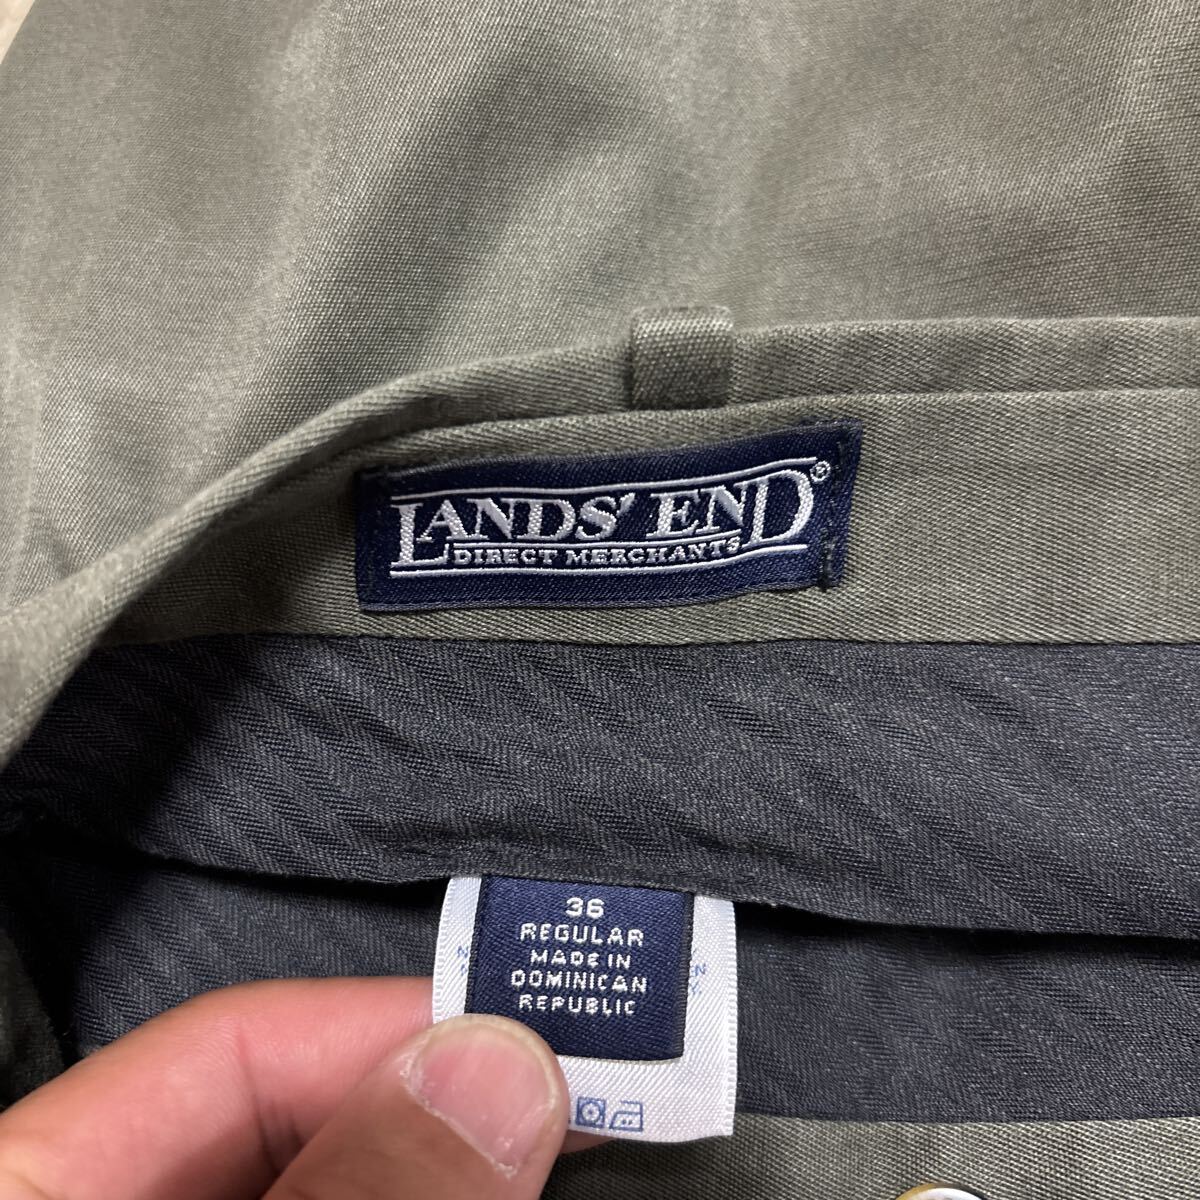 LANDS' END®
DIRECT MERCHANTS
36
REGULAR
MADE IN
DOMINICAN
REPUBLIC